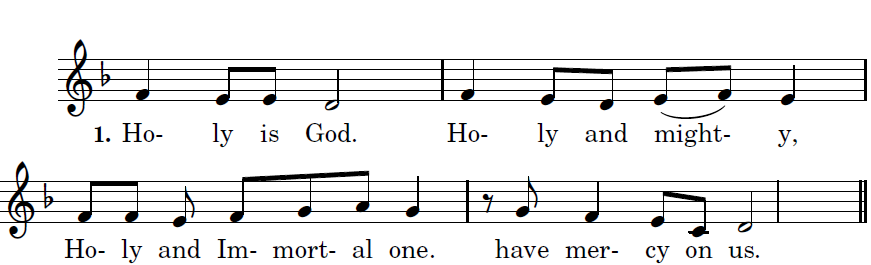 1. Ho- ly is God. Ho- ly and might- y,
Ho- ly and Im- mort- al one. have mer- cy on us.